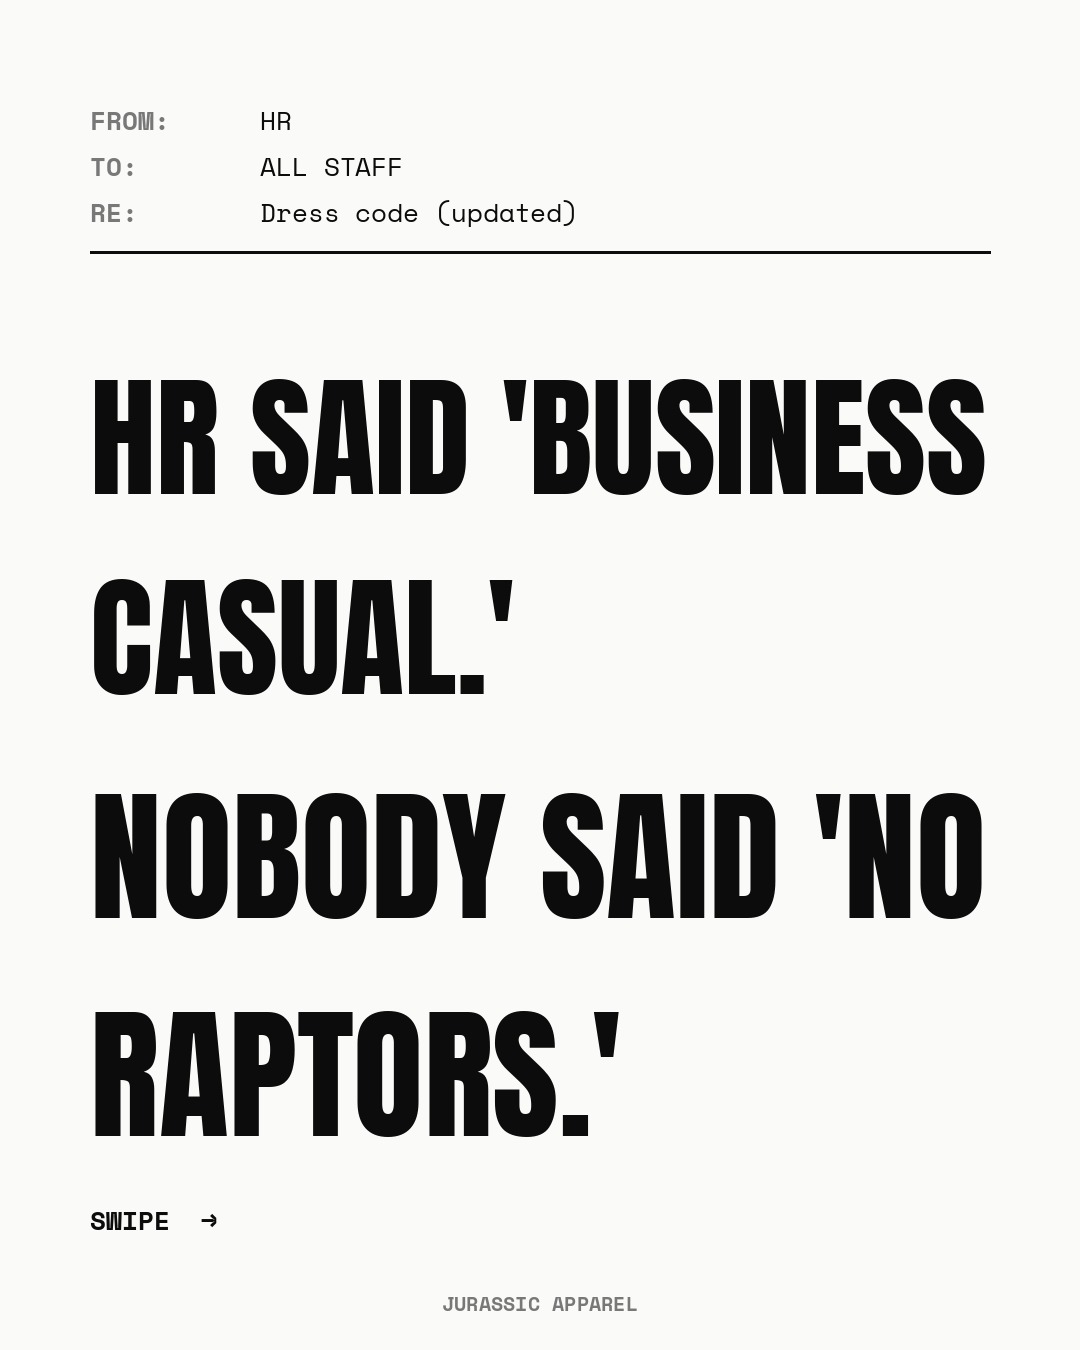 FROM: HR
TO: ALL STAFF
RE: Dress code (updated)
HR SAID 'BUSINESS
CASUAL.'
NOBODY SAID 'NO
RAPTORS.'
SWIPE →
JURASSIC APPAREL